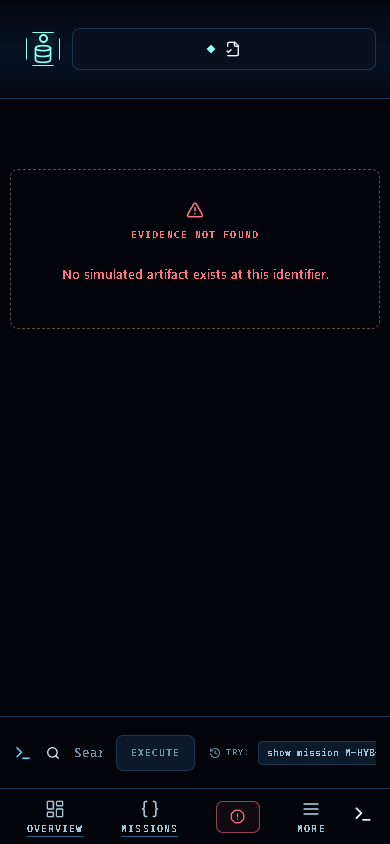 EVIDENCE NOT FOUND
No simulated artifact exists at this identifier.
Sear
EXECUTE
TRY:
show mission M-HYB
OVERVIEW
MISSIONS
MORE